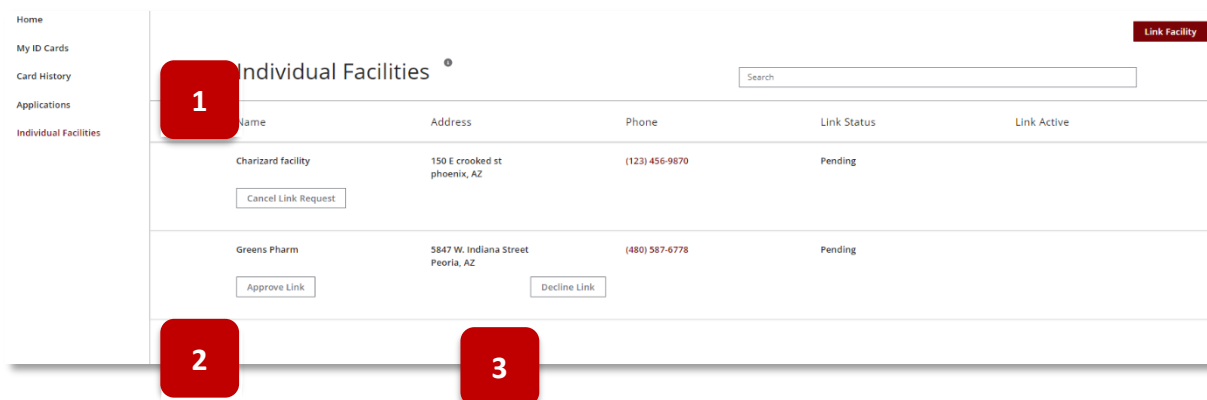 Home
My ID Cards
Card History
Applications
Individual Facilities
Link Facility
Individual Facilities
Search
1
Name Address Phone Link Status Link Active
Charizard facility 150 E crooked st (123) 456-9870 Pending
phoenix, AZ
Cancel Link Request
Greens Pharm 5847 W. Indiana Street (480) 587-6778 Pending
Peoria, AZ
Approve Link Decline Link
2 3